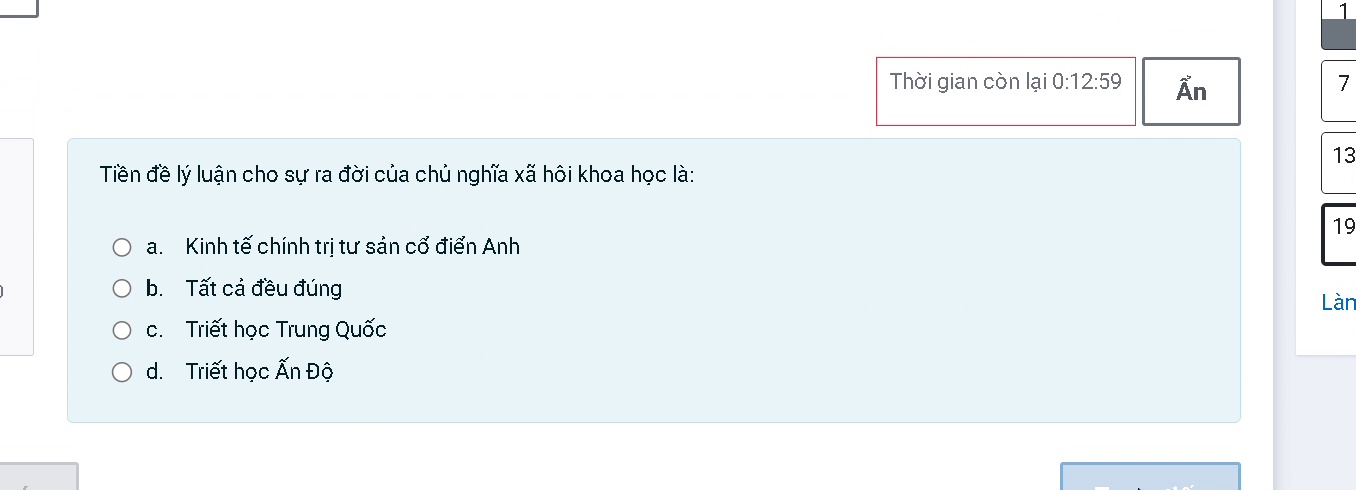 1
Thời gian còn lại 0:12:59
Ẩn
7
Tiền đề lý luận cho sự ra đời của chủ nghĩa xã hôi khoa học là:
13
19
a. Kinh tế chính trị tư sản cổ điển Anh
b. Tất cả đều đúng
c. Triết học Trung Quốc
d. Triết học Ấn Độ